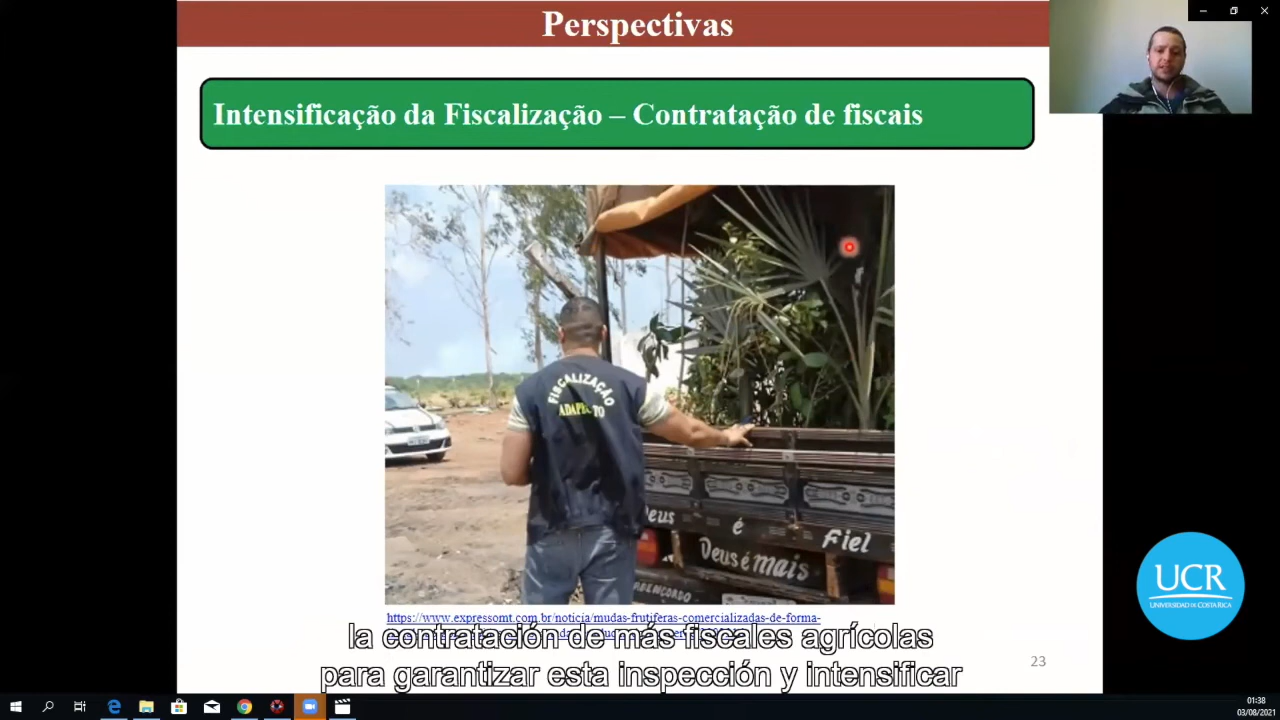 Perspectivas
Intensificação da Fiscalização – Contratação de fiscais
FISCALIZAÇÃO
Deus é Fiel
Deus é mais
https://www.expressomt.com.br/noticia/mudas-frutiferas-comercializadas-de-forma-
la contratación de más fiscales agrícolas
para garantizar esta inspección y intensificar
23
UCR
UNIVERSIDAD DE COSTA RICA
01:38
03/08/2021